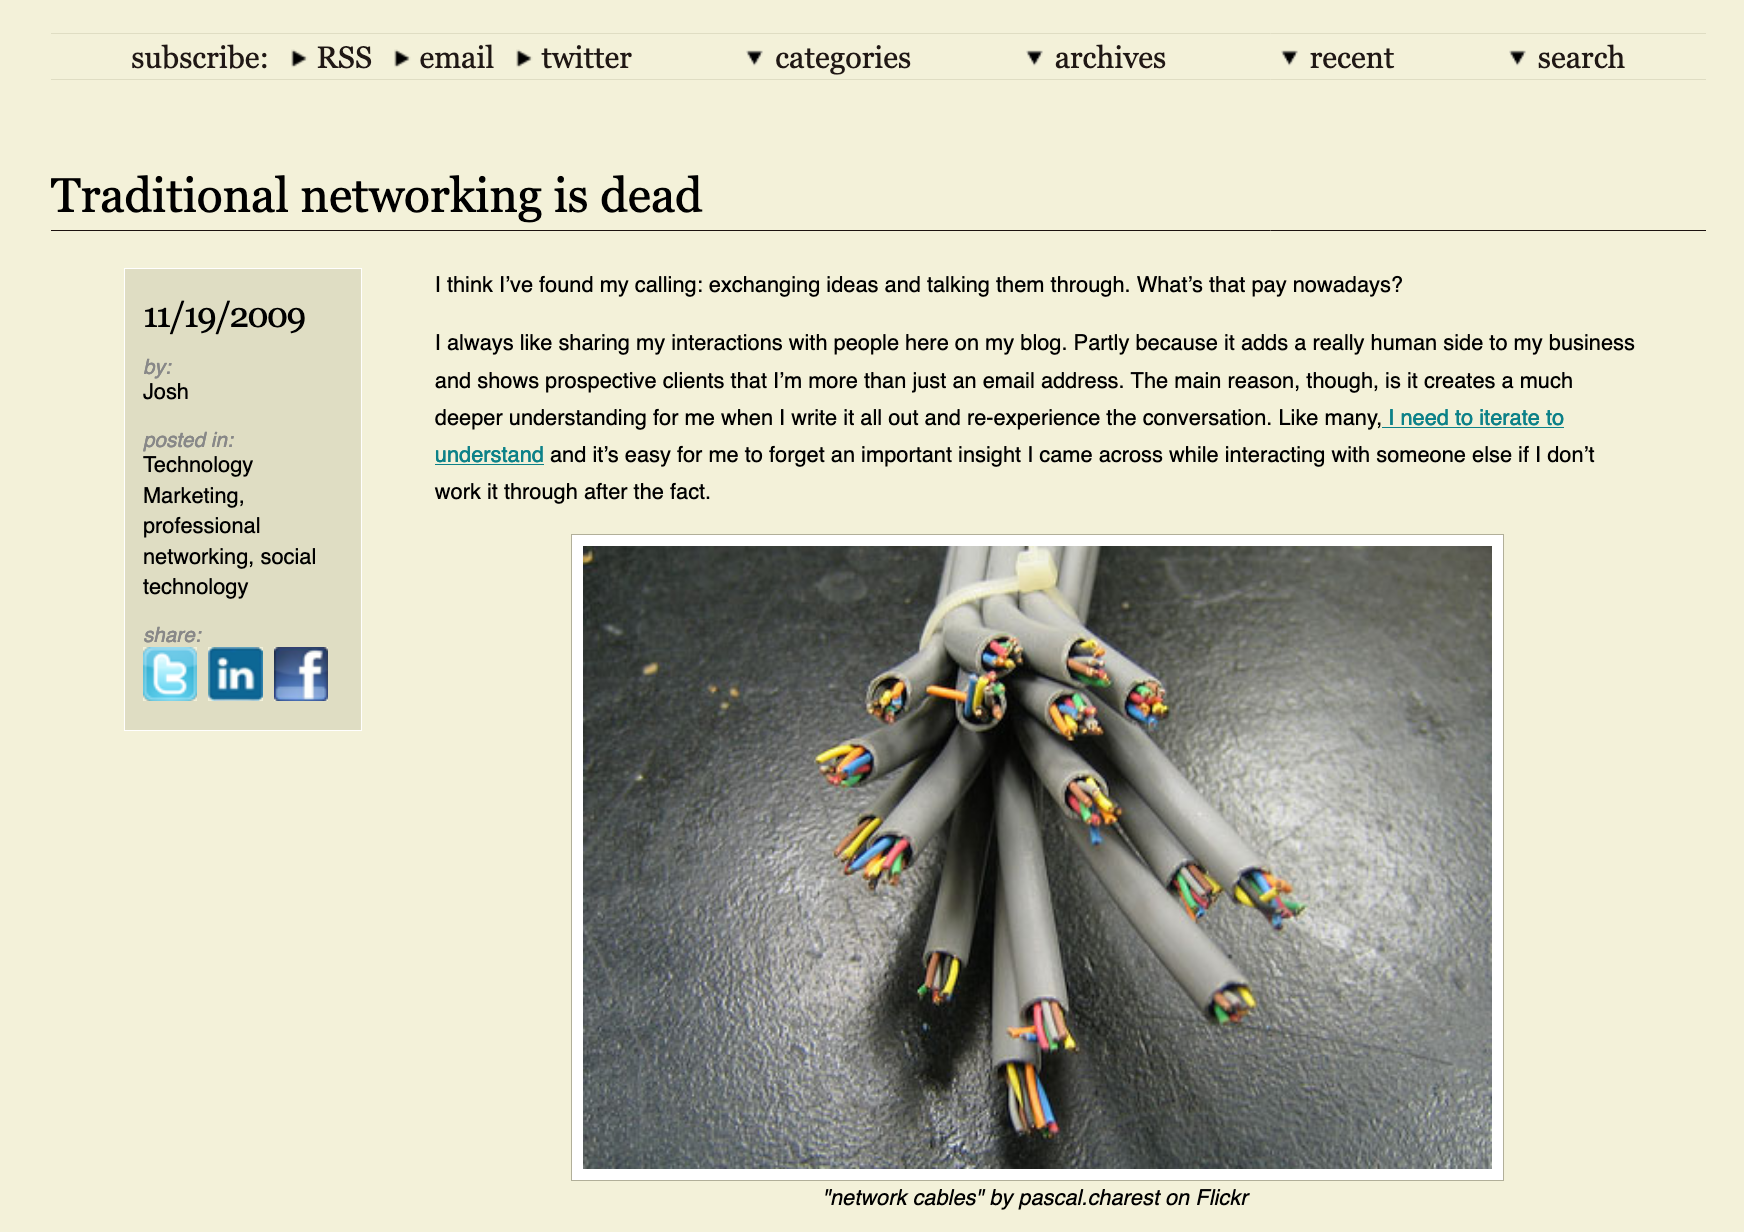 subscribe: RSS email twitter categories archives recent search
Traditional networking is dead
11/19/2009
by:
Josh
posted in:
Technology
Marketing,
professional
networking, social
technology
share:
in f
I think I’ve found my calling: exchanging ideas and talking them through. What’s that pay nowadays?
I always like sharing my interactions with people here on my blog. Partly because it adds a really human side to my business
and shows prospective clients that I’m more than just an email address. The main reason, though, is it creates a much
deeper understanding for me when I write it all out and re-experience the conversation. Like many, I need to iterate to
understand and it’s easy for me to forget an important insight I came across while interacting with someone else if I don’t
work it through after the fact.
"network cables" by pascal.charest on Flickr